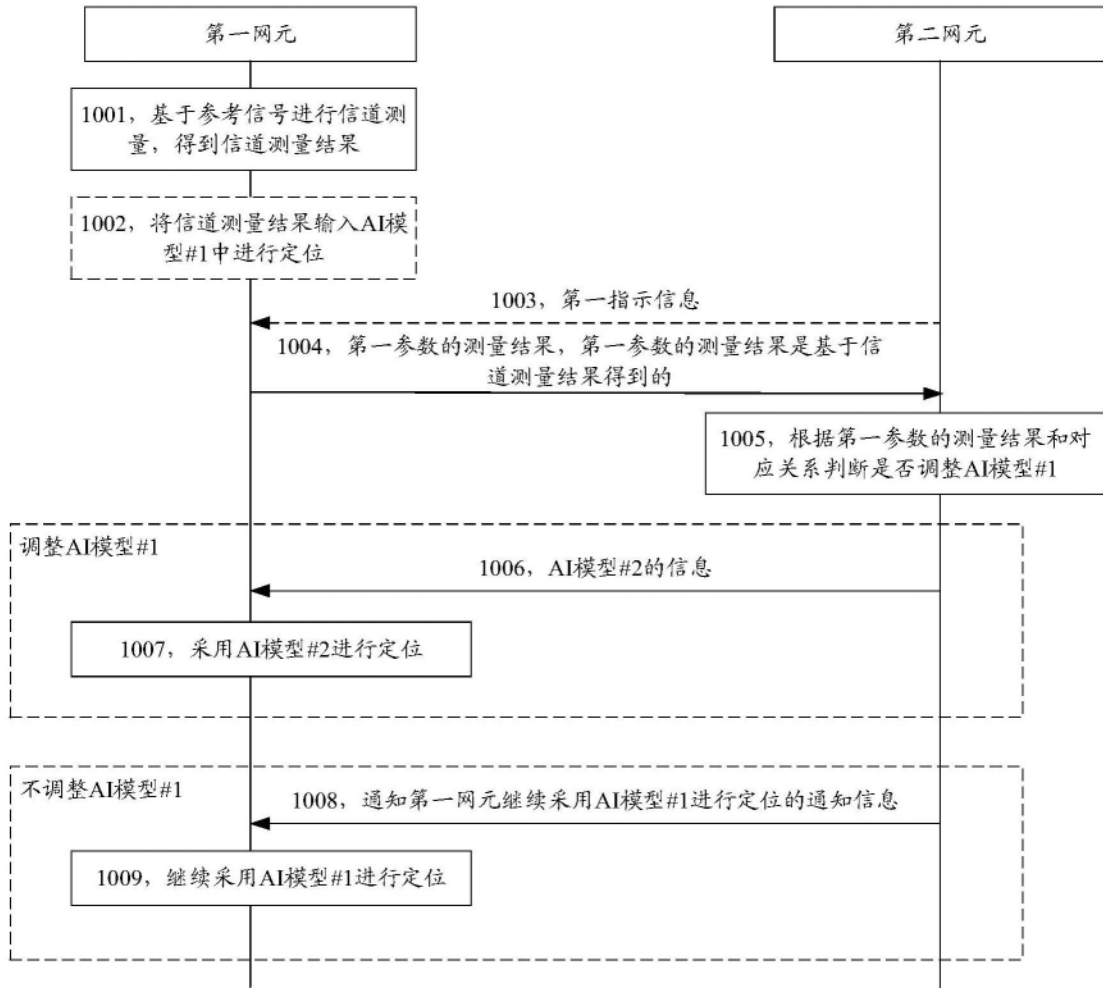 第一网元
第二网元
1001，基于参考信号进行信道测
量，得到信道测量结果
1002，将信道测量结果输入AI模
型#1中进行定位
1003，第一指示信息
1004，第一参数的测量结果，第一参数的测量结果是基于信
道测量结果得到的
1005，根据第一参数的测量结果和对
应关系判断是否调整AI模型#1
调整AI模型#1
1006，AI模型#2的信息
1007，采用AI模型#2进行定位
不调整AI模型#1
1008，通知第一网元继续采用AI模型#1进行定位的通知信息
1009，继续采用AI模型#1进行定位